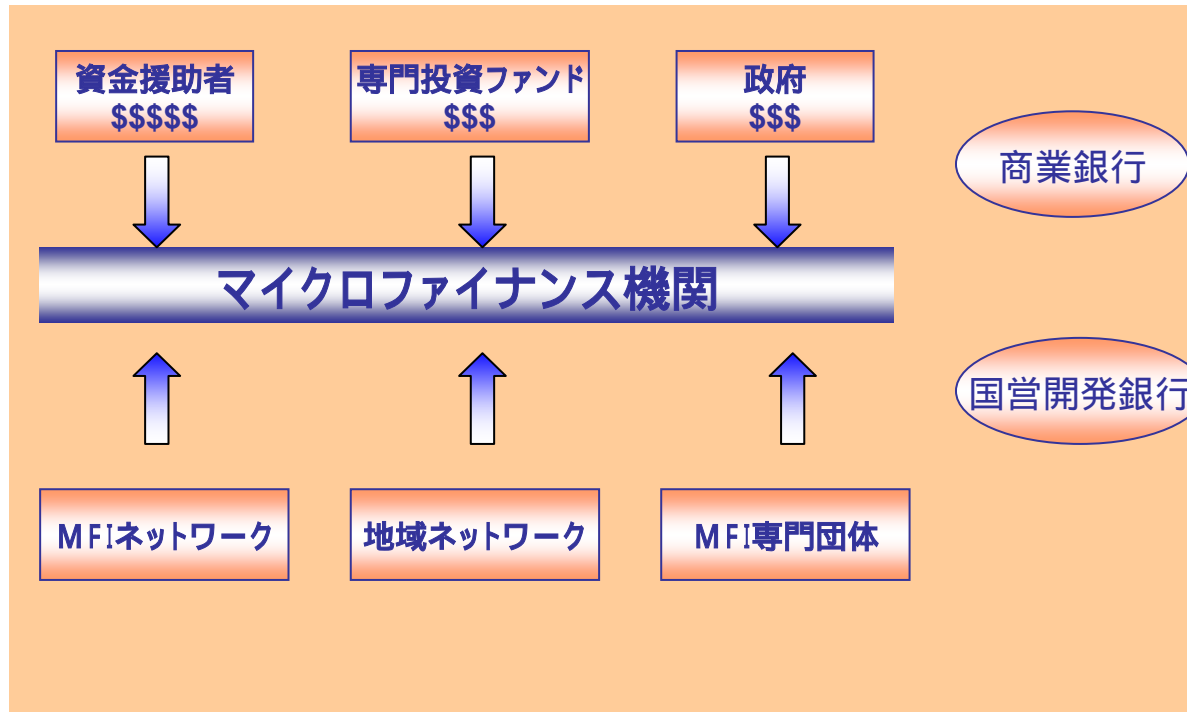 資金援助者
$$$$$
専門投資ファンド
$$$
政府
$$$
商業銀行
マイクロファイナンス機関
国営開発銀行
MFIネットワーク
地域ネットワーク
MFI専門団体